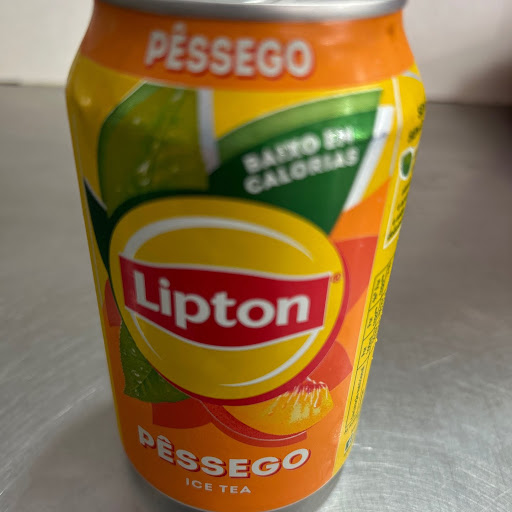 PÊSSEGO
BAIXO EM
CALORIAS
Lipton
PÊSSEGO
ICE TEA